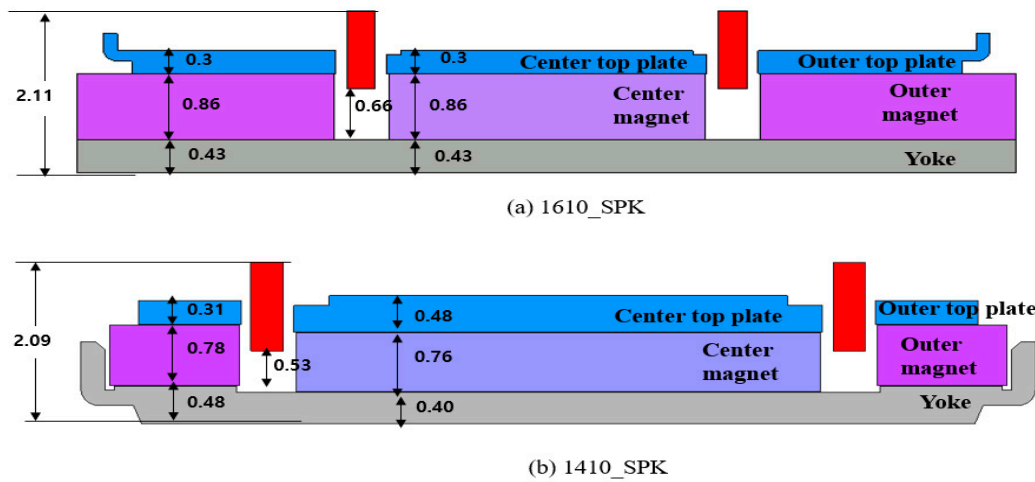 0.3
0.3
Center top plate
Outer top plate
2.11
0.86
0.66
0.86
Center
magnet
Outer
magnet
0.43
0.43
Yoke
(a) 1610_SPK
0.31
0.48
Center top plate
Outer top plate
2.09
0.78
0.53
0.76
Center
magnet
Outer
magnet
0.48
0.40
Yoke
(b) 1410_SPK